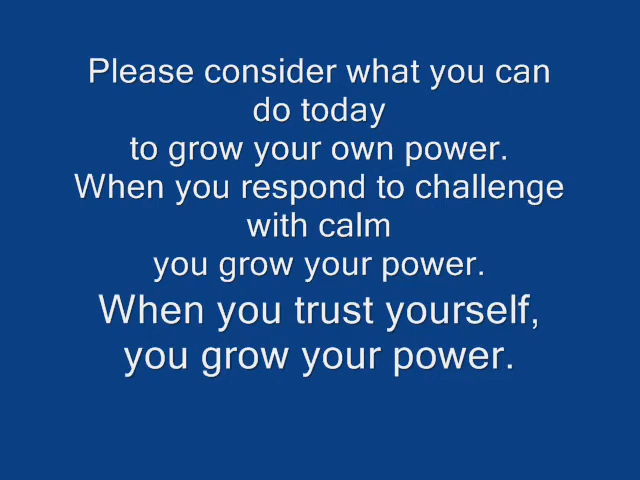 Please consider what you can
do today
to grow your own power.
When you respond to challenge
with calm
you grow your power.
When you trust yourself,
you grow your power.